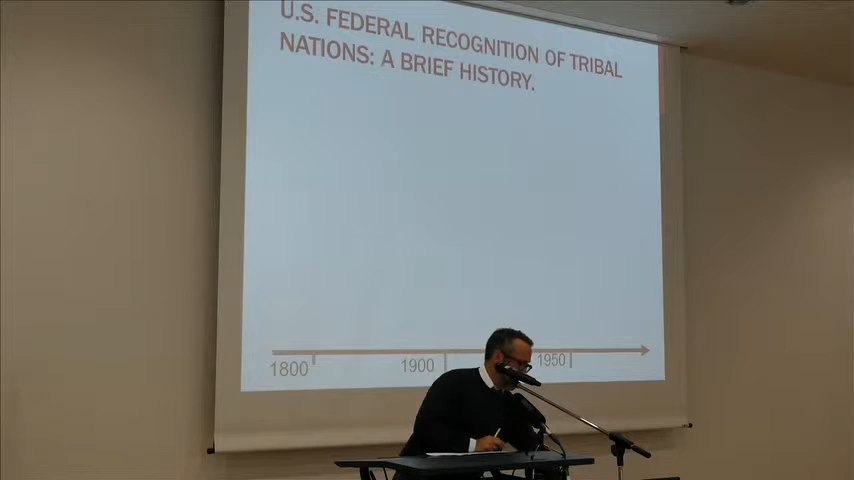 U.S. FEDERAL RECOGNITION OF TRIBAL
NATIONS: A BRIEF HISTORY.
1800 1900 1950